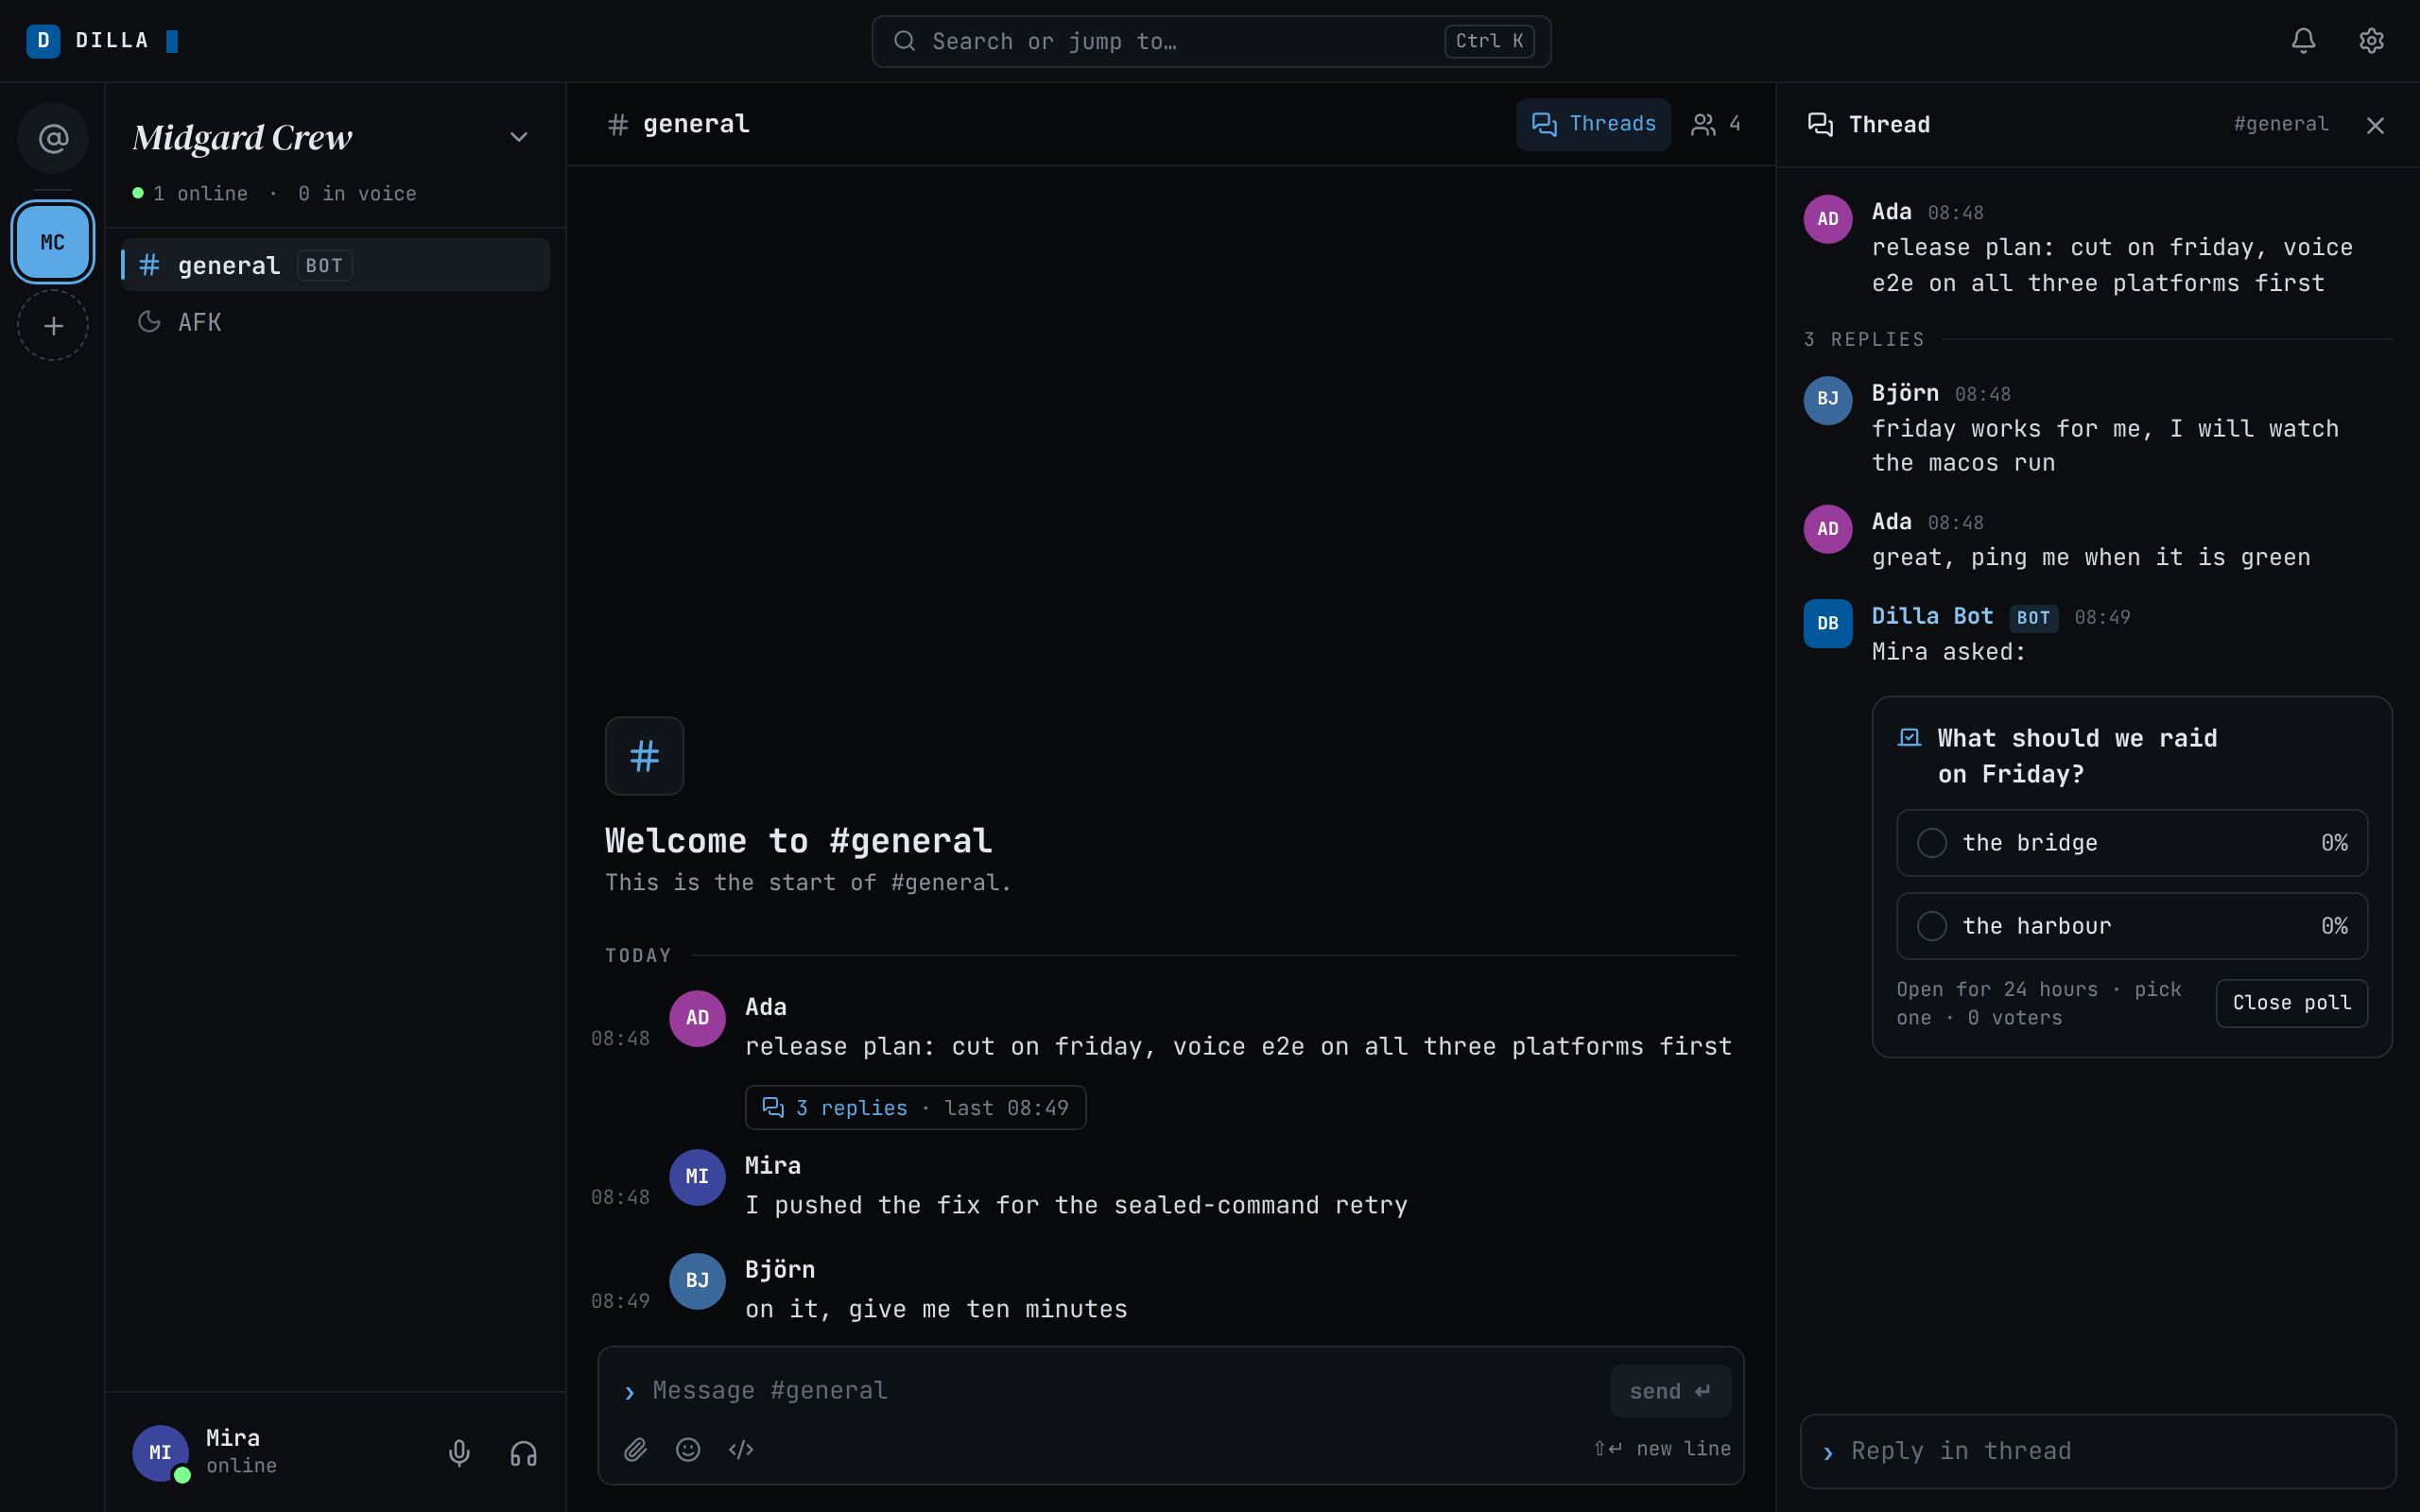 D DILLA
Search or jump to…
Ctrl K
@
Midgard Crew
1 online · 0 in voice
MC
+
# general BOT
AFK
MI
Mira
online
# general
Threads
4
#
Welcome to #general
This is the start of #general.
TODAY
AD
Ada
08:48
release plan: cut on friday, voice e2e on all three platforms first
3 replies · last 08:49
MI
Mira
08:48
I pushed the fix for the sealed-command retry
BJ
Björn
08:49
on it, give me ten minutes
› Message #general
send ↵
⇧↵ new line
Thread
#general
AD
Ada 08:48
release plan: cut on friday, voice
e2e on all three platforms first
3 REPLIES
BJ
Björn 08:48
friday works for me, I will watch
the macos run
AD
Ada 08:48
great, ping me when it is green
DB
Dilla Bot BOT 08:49
Mira asked:
What should we raid
on Friday?
the bridge 0%
the harbour 0%
Open for 24 hours · pick
one · 0 voters
Close poll
› Reply in thread